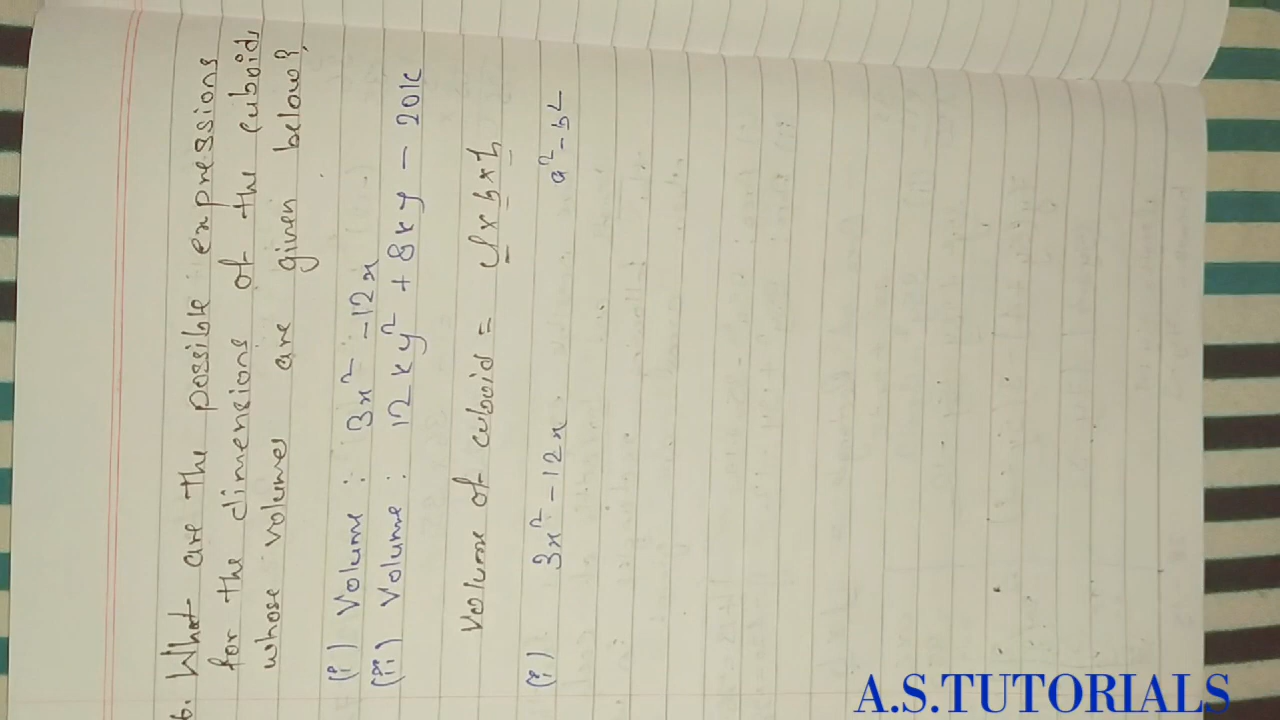 6. What are the possible expressions
for the dimensions of the cuboids
whose volumes are given below?
(i) Volume : 3x² - 12x
(ii) Volume : 12ky² + 8ky - 20k
Volume of cuboid = l x b x h
(i) 3x² - 12x a² - b²
A.S.TUTORIALS